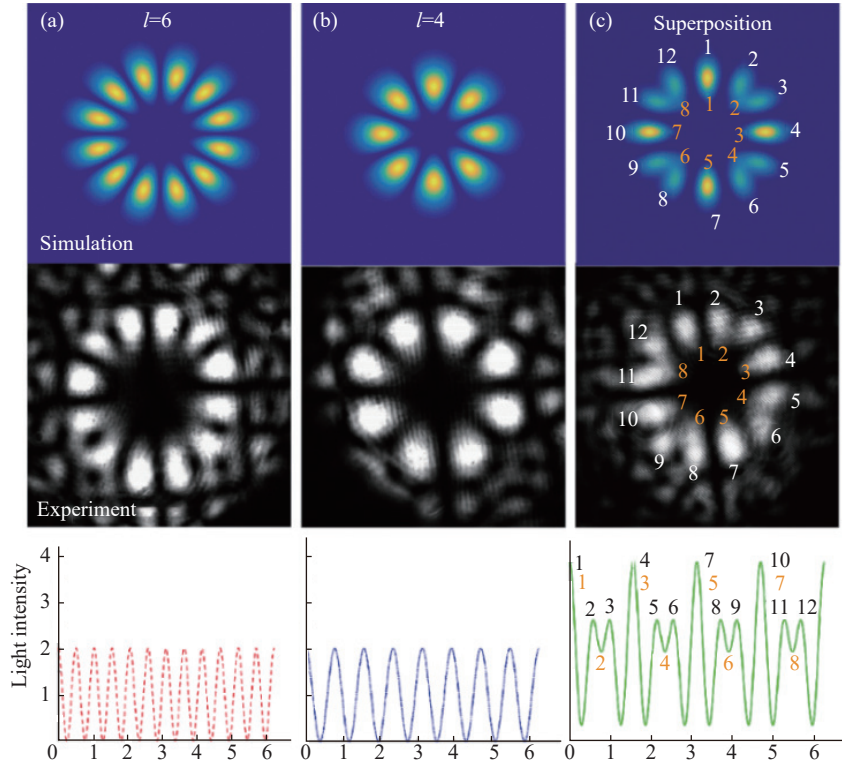 (a) l=6
(b) l=4
(c) Superposition
1
12 2
11 8 1 2 3
10 7 3 4
9 6 5 4 5
8 6
7
Simulation
1 2 3
12 1 2 4
11 8 3
10 7 4 5
6 5 6
9 8 7
Experiment
Light intensity
4
3
2
1
0 1 2 3 4 5 6
0 1 2 3 4 5 6
1 4 7 10
1 3 5 7
2 3 5 6 8 9 11 12
2 4 6 8
0 1 2 3 4 5 6